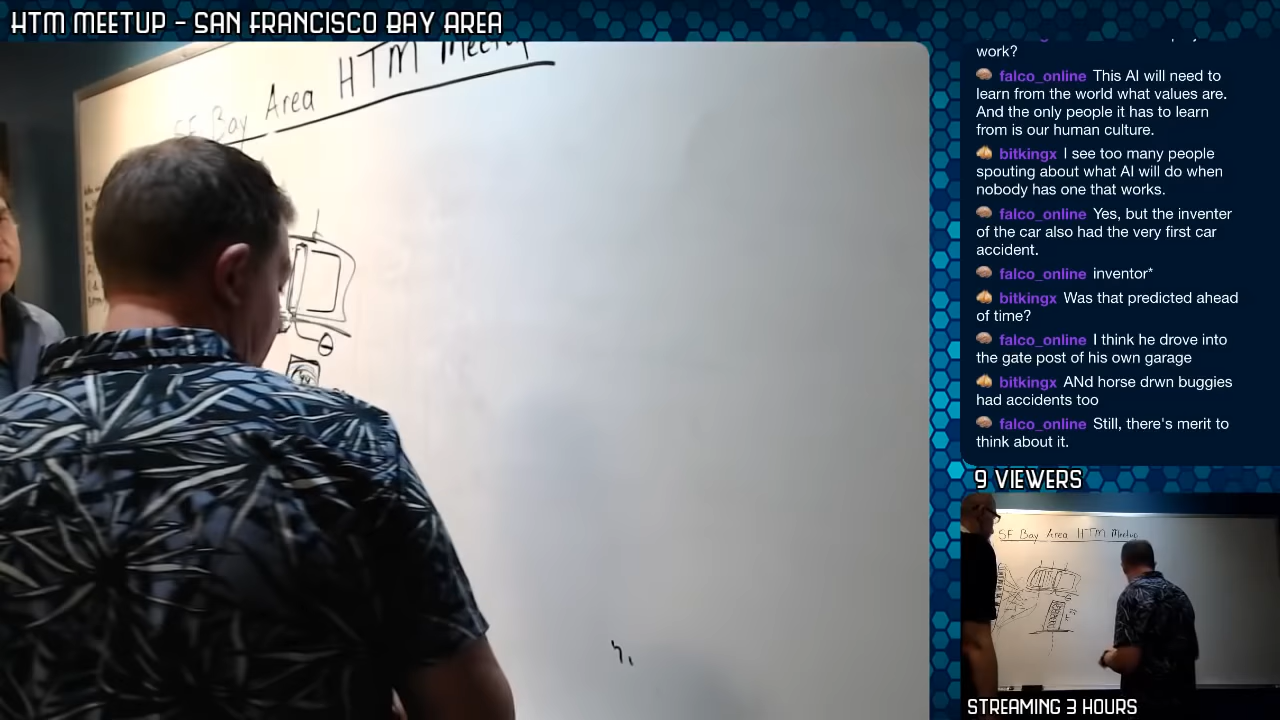 HTM MEETUP - SAN FRANCISCO BAY AREA
SF Bay Area HTM Meetup
work?
falco_online This AI will need to
learn from the world what values are.
And the only people it has to learn
from is our human culture.
bitkingx I see too many people
spouting about what AI will do when
nobody has one that works.
falco_online Yes, but the inventer
of the car also had the very first car
accident.
falco_online inventor*
bitkingx Was that predicted ahead
of time?
falco_online I think he drove into
the gate post of his own garage
bitkingx ANd horse drwn buggies
had accidents too
falco_online Still, there's merit to
think about it.
9 VIEWERS
SF Bay Area HTM Meetup
STREAMING 3 HOURS